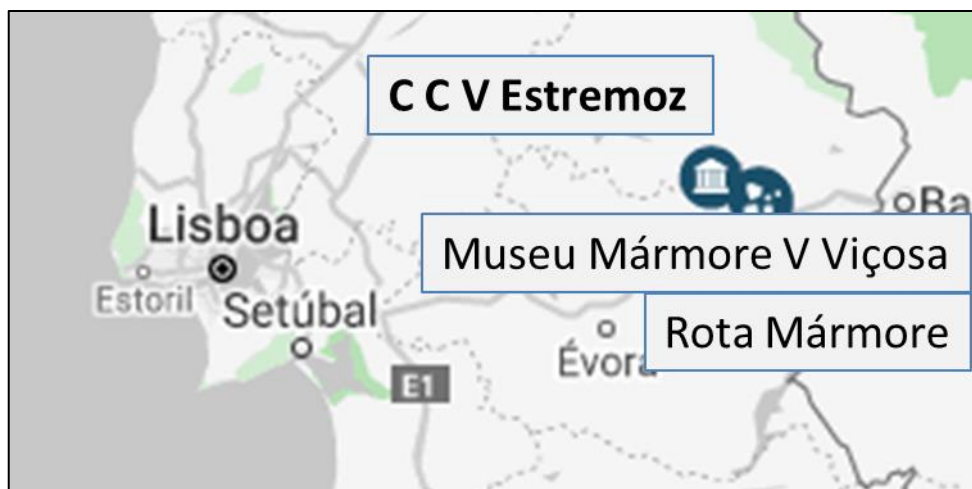 C C V Estremoz
Lisboa
Museu Mármore V Viçosa
Estoril
Setúbal
Rota Mármore
Évora
E1